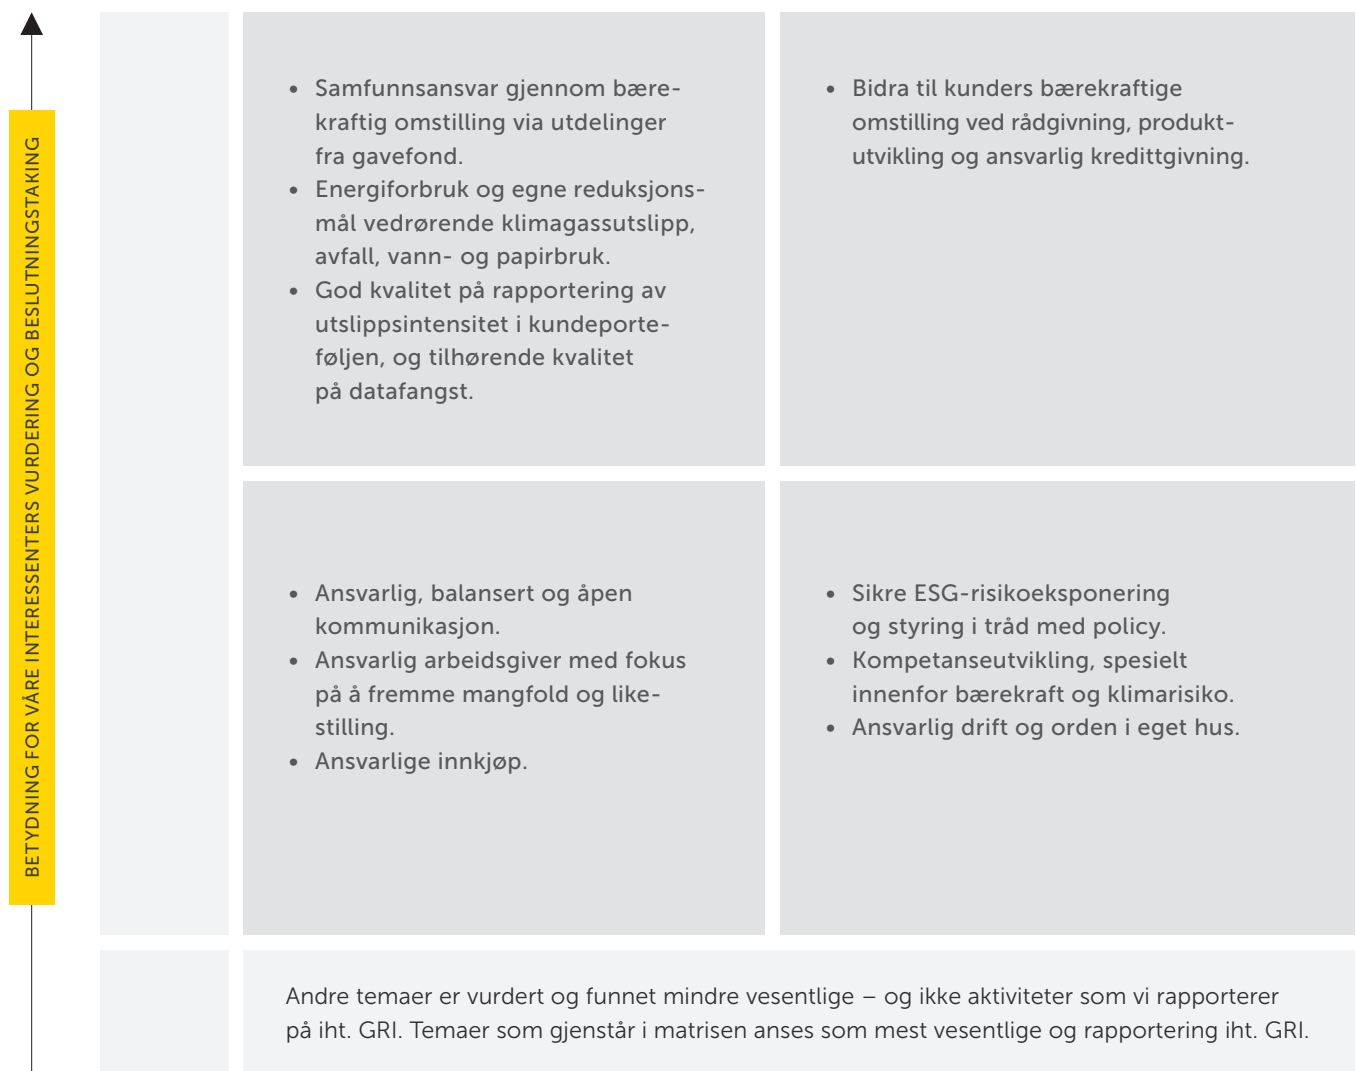 BETYDNING FOR VÅRE INTERESSENTERS VURDERING OG BESLUTNINGSTAKING
• Samfunnsansvar gjennom bære-
kraftig omstilling via utdelinger
fra gavefond.
• Energiforbruk og egne reduksjons-
mål vedrørende klimagassutslipp,
avfall, vann- og papirbruk.
• God kvalitet på rapportering av
utslippsintensitet i kundeporte-
føljen, og tilhørende kvalitet
på datafangst.
• Bidra til kunders bærekraftige
omstilling ved rådgivning, produkt-
utvikling og ansvarlig kredittgivning.
• Ansvarlig, balansert og åpen
kommunikasjon.
• Ansvarlig arbeidsgiver med fokus
på å fremme mangfold og like-
stilling.
• Ansvarlige innkjøp.
• Sikre ESG-risikoeksponering
og styring i tråd med policy.
• Kompetanseutvikling, spesielt
innenfor bærekraft og klimarisiko.
• Ansvarlig drift og orden i eget hus.
Andre temaer er vurdert og funnet mindre vesentlige – og ikke aktiviteter som vi rapporterer
på iht. GRI. Temaer som gjenstår i matrisen anses som mest vesentlige og rapportering iht. GRI.